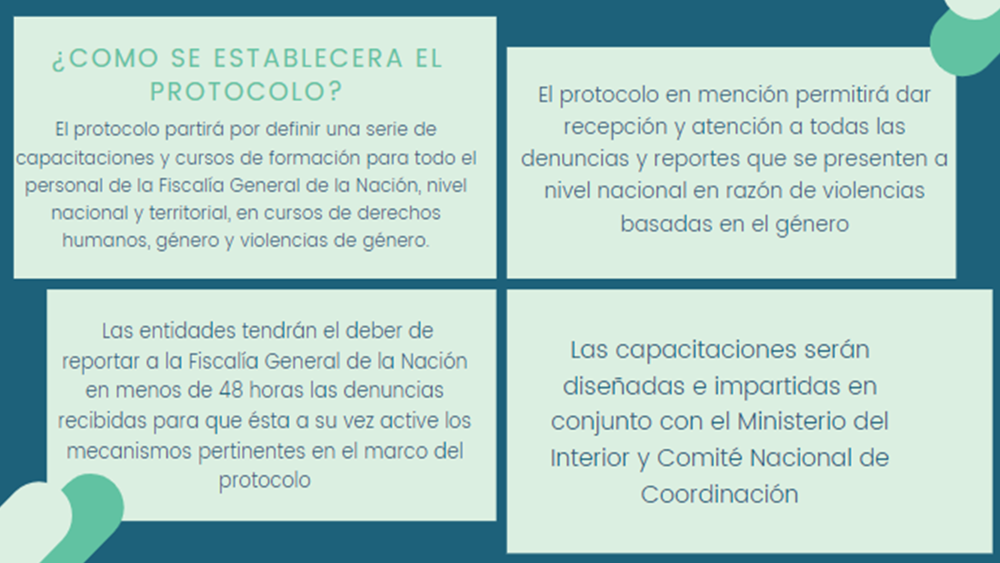 ¿COMO SE ESTABLECERA EL
PROTOCOLO?
El protocolo partirá por definir una serie de
capacitaciones y cursos de formación para todo el
personal de la Fiscalía General de la Nación, nivel
nacional y territorial, en cursos de derechos
humanos, género y violencias de género.
El protocolo en mención permitirá dar
recepción y atención a todas las
denuncias y reportes que se presenten a
nivel nacional en razón de violencias
basadas en el género
Las entidades tendrán el deber de
reportar a la Fiscalía General de la Nación
en menos de 48 horas las denuncias
recibidas para que ésta a su vez active los
mecanismos pertinentes en el marco del
protocolo
Las capacitaciones serán
diseñadas e impartidas en
conjunto con el Ministerio del
Interior y Comité Nacional de
Coordinación